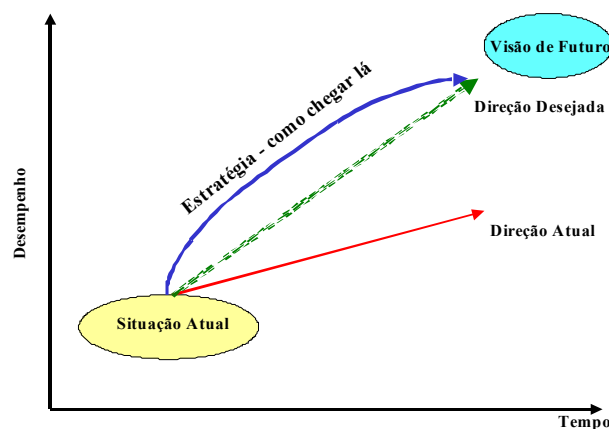 Visão de Futuro
Estratégia - como chegar lá
Direção Desejada
Desempenho
Direção Atual
Situação Atual
Tempo